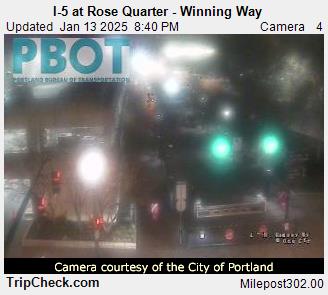 I-5 at Rose Quarter - Winning Way
Updated Jan 13 2025 8:40 PM Camera 4
PBOT
PORTLAND BUREAU OF TRANSPORTATION
Camera courtesy of the City of Portland
TripCheck.com Milepost302.00